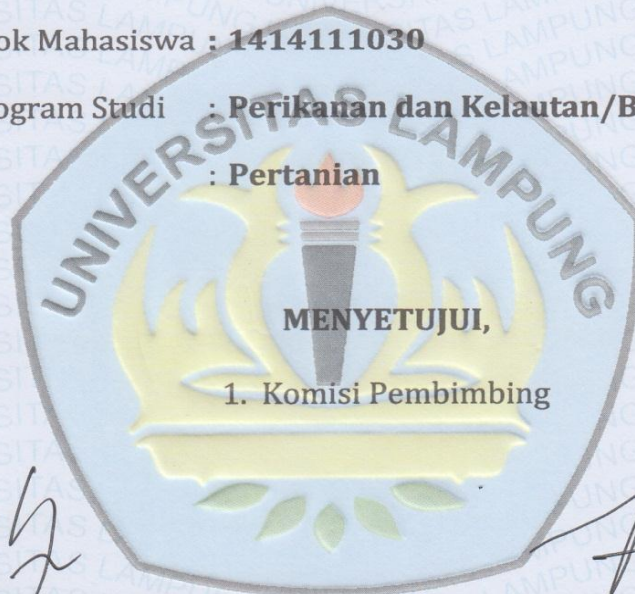 ok Mahasiswa : 1414111030
ogram Studi : Perikanan dan Kelautan/B
: Pertanian
UNIVERSITAS LAMPUNG
MENYETUJUI,
1. Komisi Pembimbing